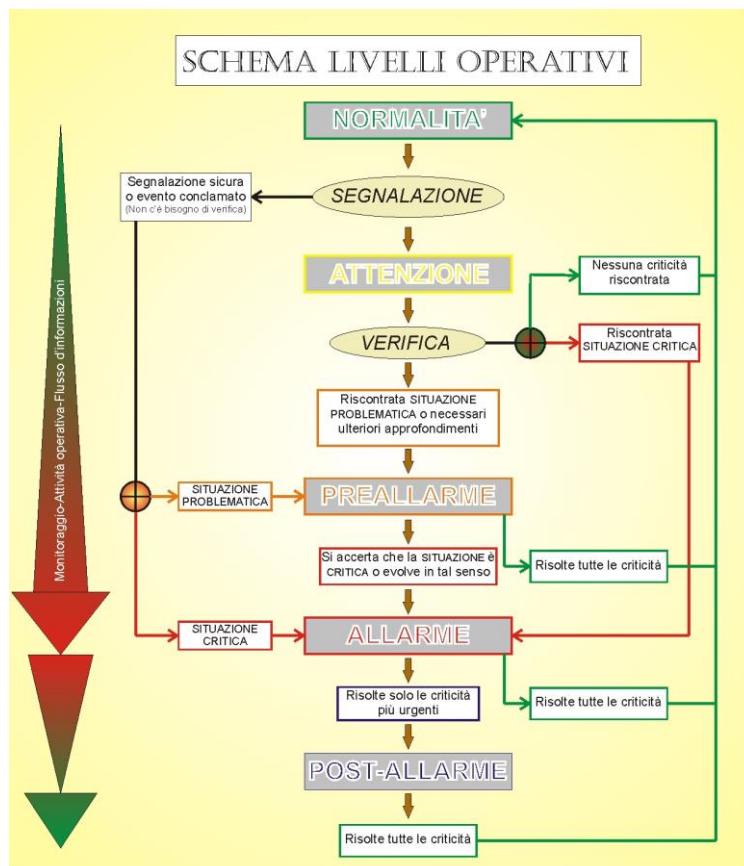 SCHEMA LIVELLI OPERATIVI
NORMALITA'
Segnalazione sicura
o evento conclamato
(Non c'è bisogno di verifica)
SEGNALAZIONE
ATTENZIONE
Nessuna criticità
riscontrata
VERIFICA
Riscontrata
SITUAZIONE CRITICA
Riscontrata SITUAZIONE
PROBLEMATICA o necessari
ulteriori approfondimenti
Monitoraggio-Attività operativa-Flusso d'informazioni
SITUAZIONE
PROBLEMATICA
PREALLARME
Si accerta che la SITUAZIONE è
CRITICA o evolve in tal senso
Risolte tutte le criticità
SITUAZIONE
CRITICA
ALLARME
Risolte solo le criticità
più urgenti
Risolte tutte le criticità
POST-ALLARME
Risolte tutte le criticità